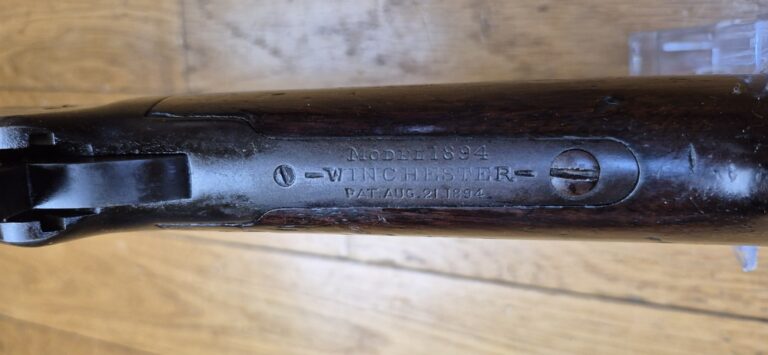 MODEL 1894
-WINCHESTER-
PAT. AUG. 21. 1894.